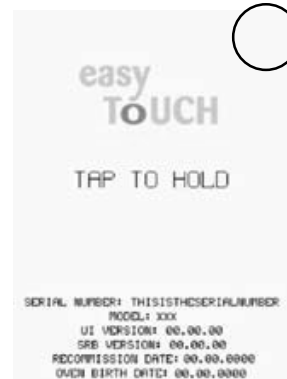 easy
ToUCH
TAP TO HOLD
SERIAL NUMBER: THISISTHESERIALNUMBER
MODEL: XXX
UI VERSION: 00.00.00
SRB VERSION: 00.00.00
RECOMMISSION DATE: 00.00.0000
OVEN BIRTH DATE: 00.00.0000